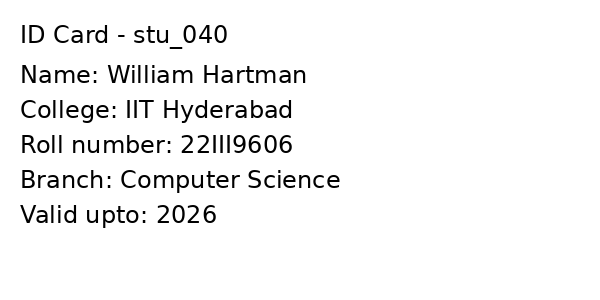 ID Card - stu_040
Name: William Hartman
College: IIT Hyderabad
Roll number: 22III9606
Branch: Computer Science
Valid upto: 2026